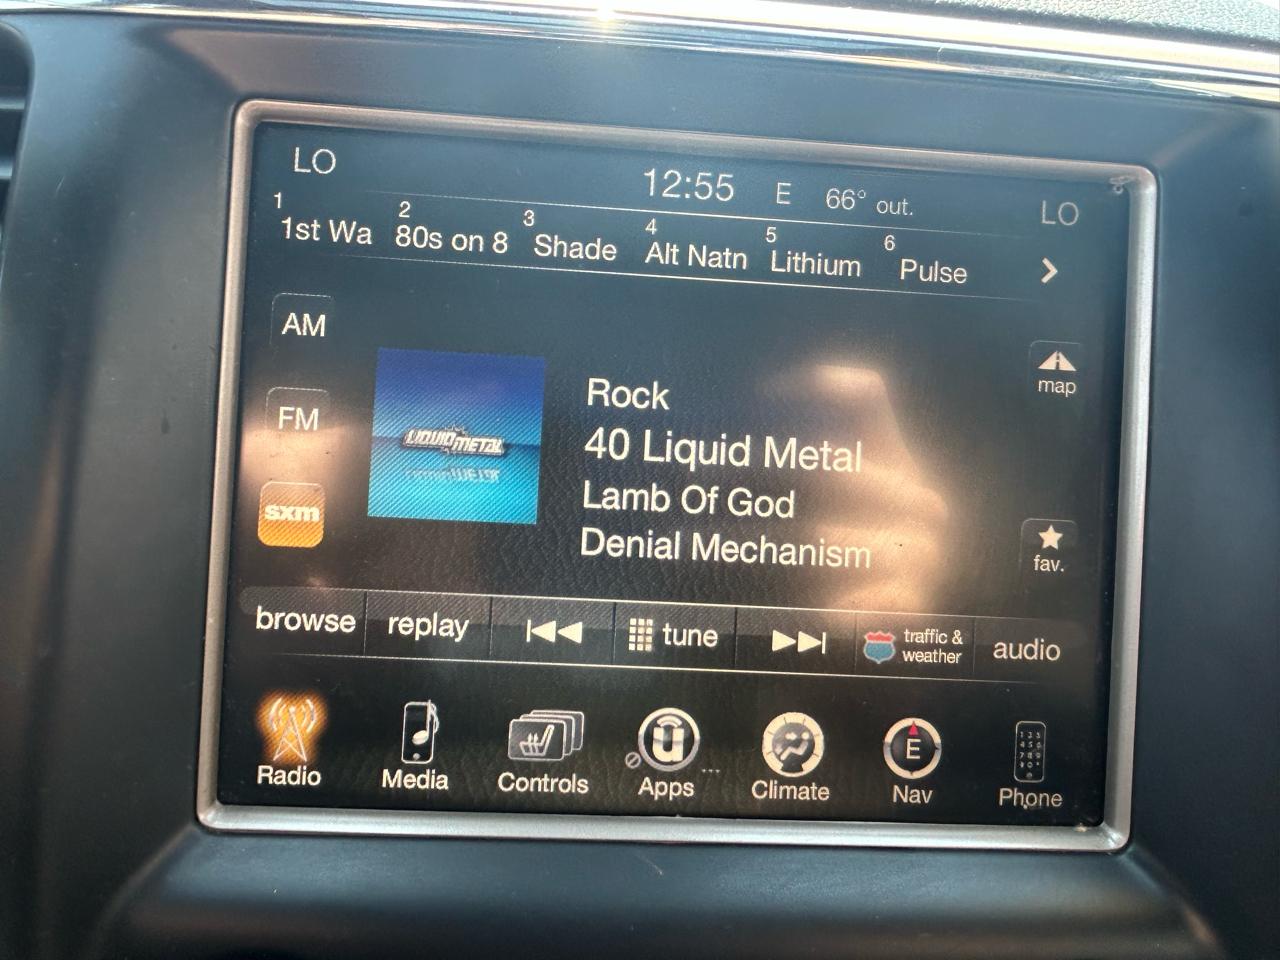 LO 12:55 E 66° out. LO
1 2 3 4 5 6
1st Wa 80s on 8 Shade Alt Natn Lithium Pulse
AM
FM
sxm
LIQUID METAL
Rock
40 Liquid Metal
Lamb Of God
Denial Mechanism
map
fav.
browse replay tune traffic & weather audio
E
Radio Media Controls Apps Climate Nav Phone